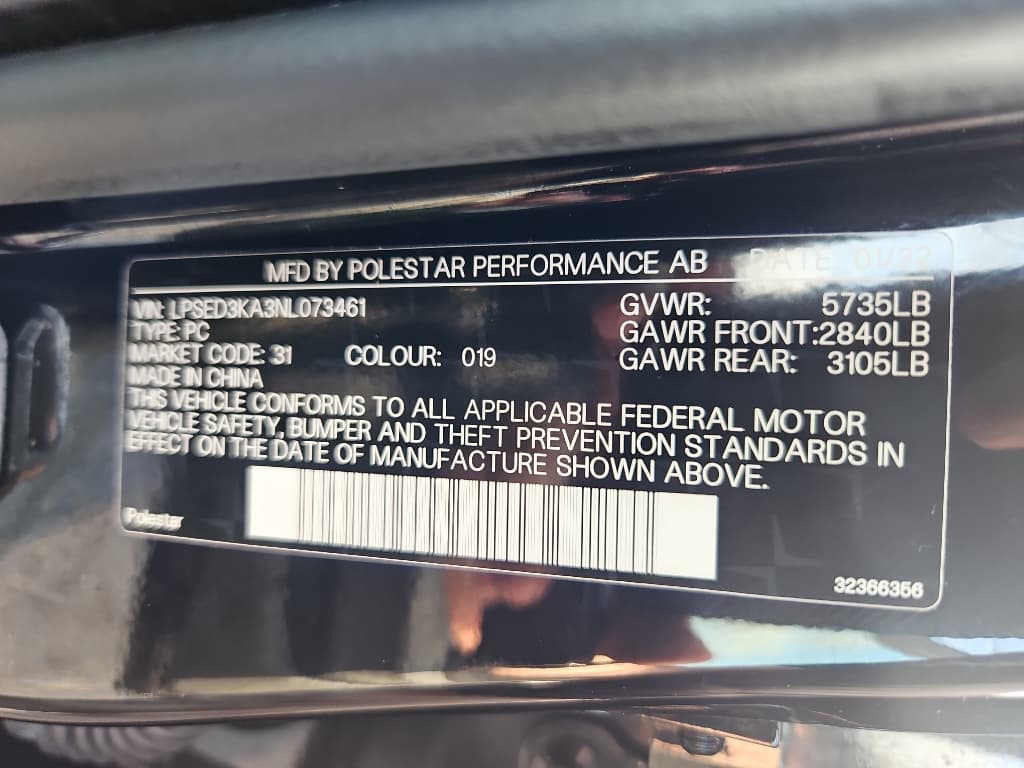 MFD BY POLESTAR PERFORMANCE AB DATE 01/22
VIN: LPSED3KA3NL073461 GVWR: 5735LB
TYPE: PC GAWR FRONT:2840LB
MARKET CODE: 31 COLOUR: 019 GAWR REAR: 3105LB
MADE IN CHINA
THIS VEHICLE CONFORMS TO ALL APPLICABLE FEDERAL MOTOR
VEHICLE SAFETY, BUMPER AND THEFT PREVENTION STANDARDS IN
EFFECT ON THE DATE OF MANUFACTURE SHOWN ABOVE.
Polestar
32366356